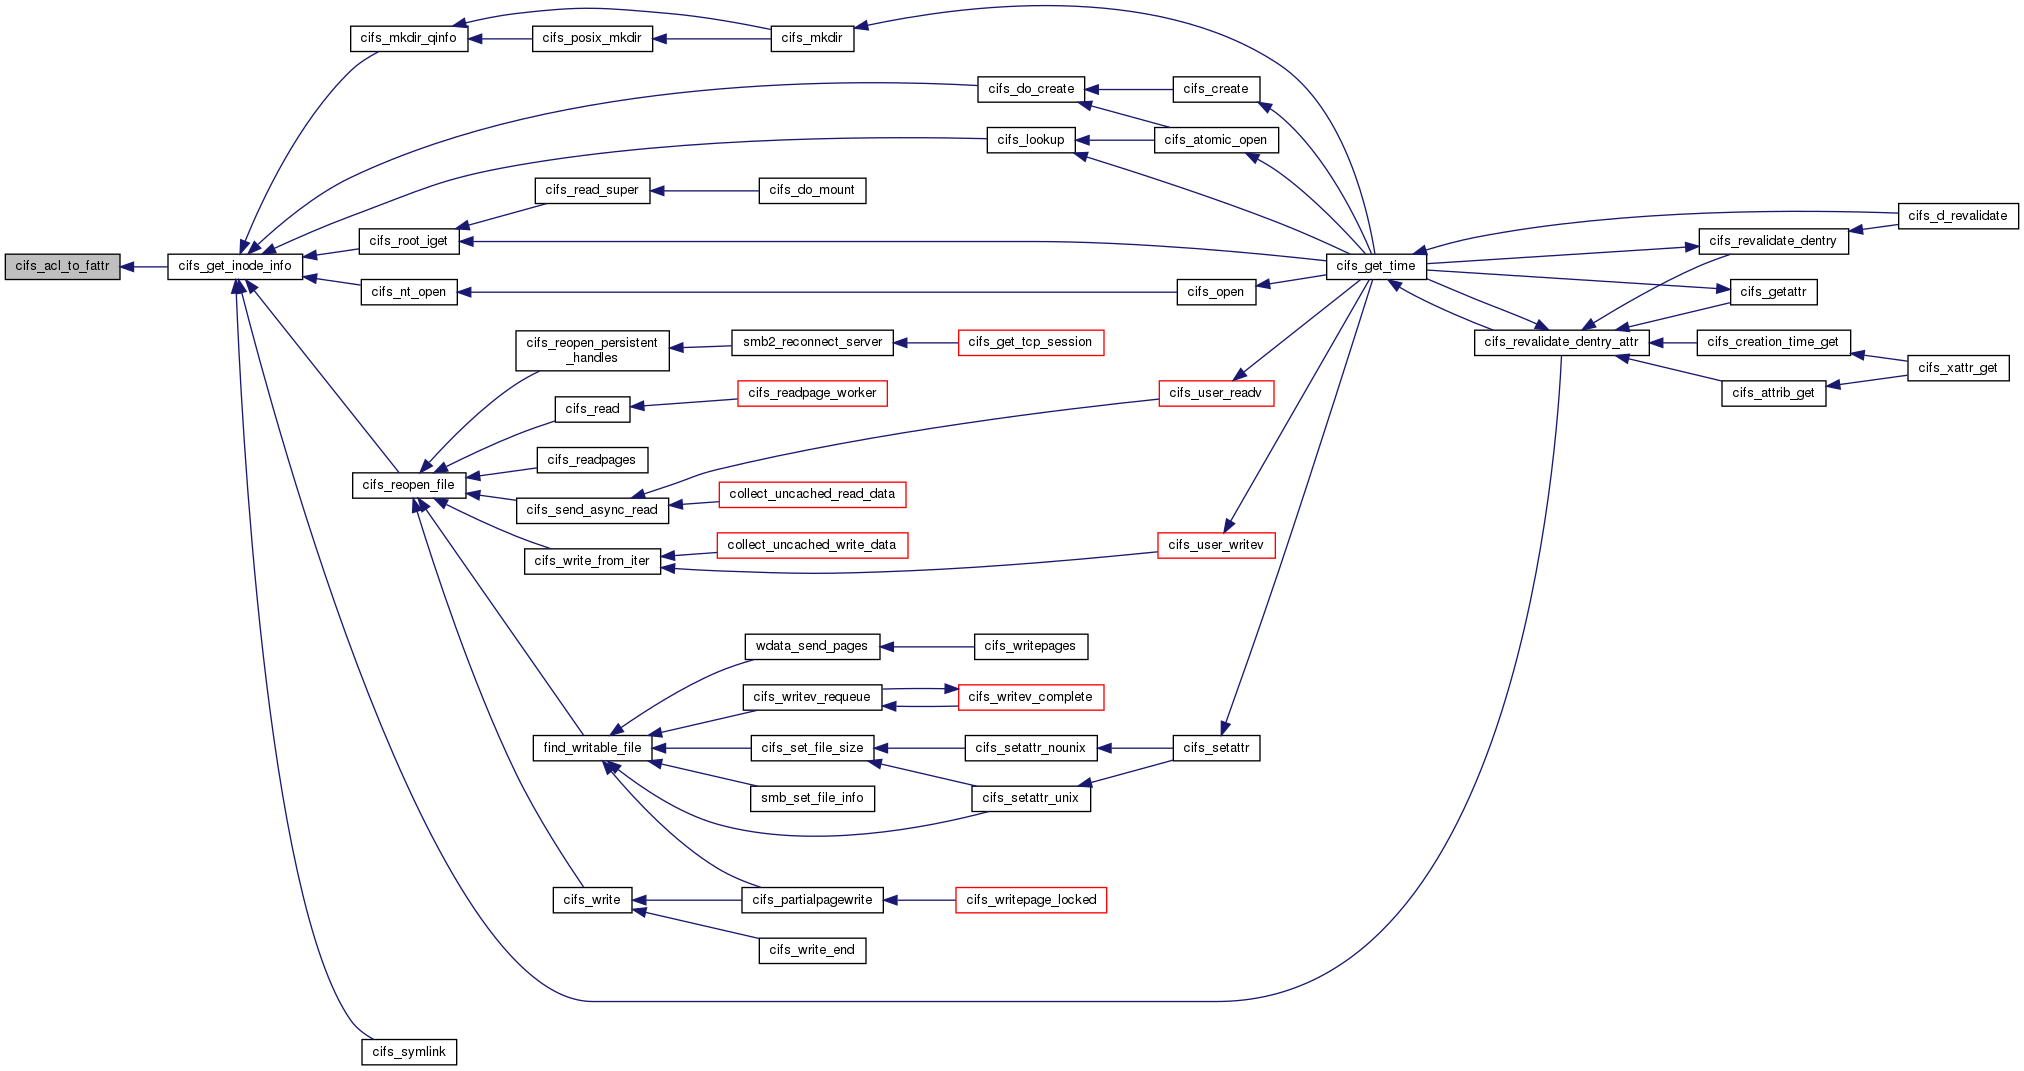 cifs_mkdir_qinfo
cifs_posix_mkdir
cifs_mkdir
cifs_do_create
cifs_create
cifs_lookup
cifs_atomic_open
cifs_read_super
cifs_do_mount
cifs_d_revalidate
cifs_root_iget
cifs_revalidate_dentry
cifs_acl_to_fattr
cifs_get_inode_info
cifs_get_time
cifs_nt_open
cifs_open
cifs_getattr
cifs_reopen_persistent
_handles
smb2_reconnect_server
cifs_get_tcp_session
cifs_revalidate_dentry_attr
cifs_creation_time_get
cifs_xattr_get
cifs_readpage_worker
cifs_user_readv
cifs_attrib_get
cifs_read
cifs_readpages
cifs_reopen_file
collect_uncached_read_data
cifs_send_async_read
collect_uncached_write_data
cifs_user_writev
cifs_write_from_iter
wdata_send_pages
cifs_writepages
cifs_writev_requeue
cifs_writev_complete
find_writable_file
cifs_set_file_size
cifs_setattr_nounix
cifs_setattr
smb_set_file_info
cifs_setattr_unix
cifs_write
cifs_partialpagewrite
cifs_writepage_locked
cifs_write_end
cifs_symlink